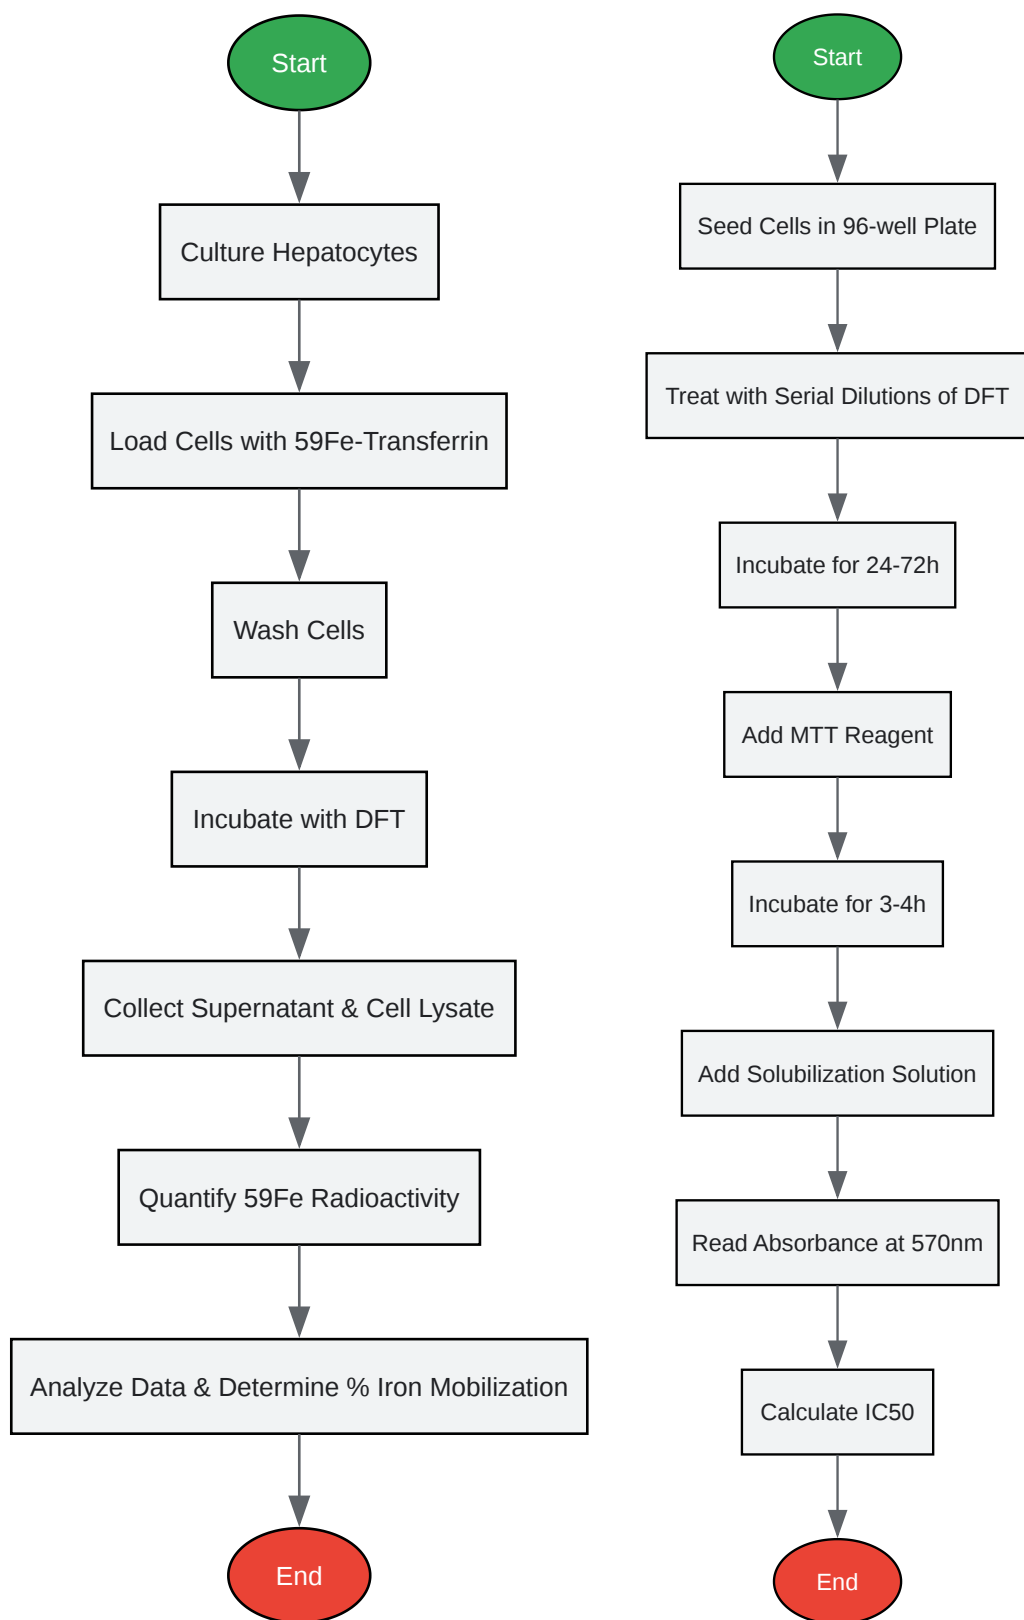 Start
Culture Hepatocytes
Load Cells with 59Fe-Transferrin
Wash Cells
Incubate with DFT
Collect Supernatant & Cell Lysate
Quantify 59Fe Radioactivity
Analyze Data & Determine % Iron Mobilization
End
Start
Seed Cells in 96-well Plate
Treat with Serial Dilutions of DFT
Incubate for 24-72h
Add MTT Reagent
Incubate for 3-4h
Add Solubilization Solution
Read Absorbance at 570nm
Calculate IC50
End